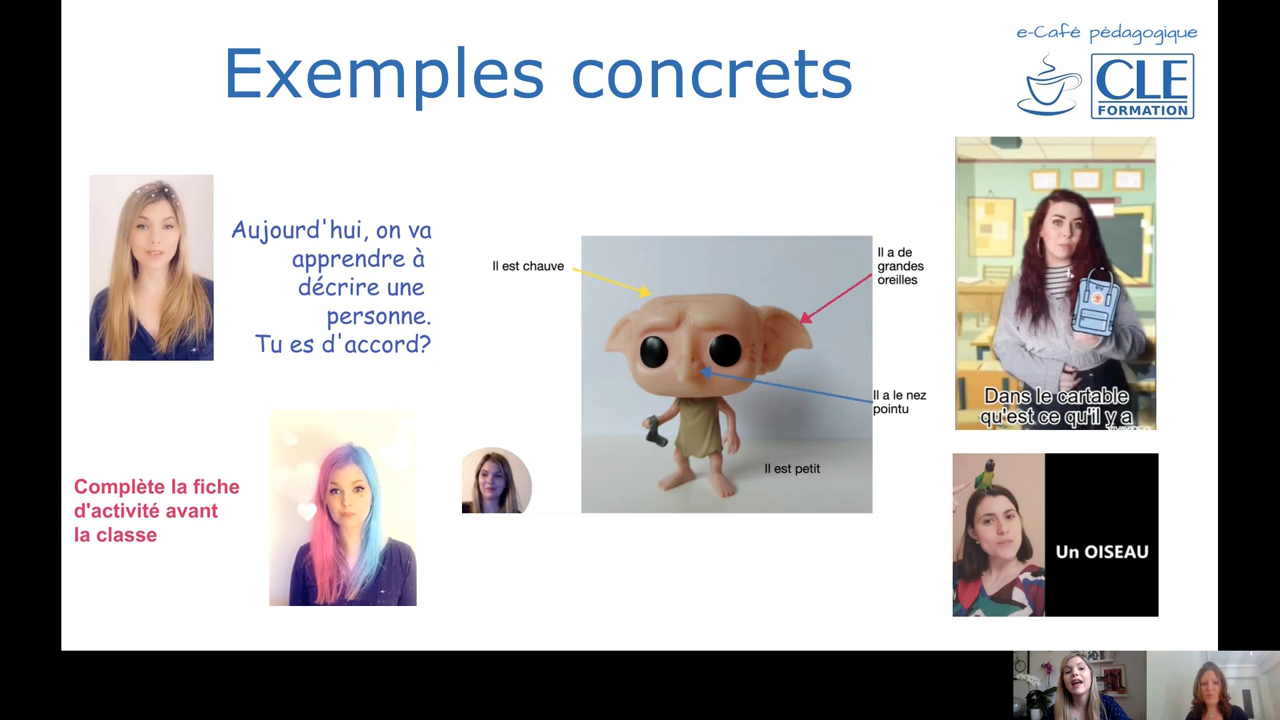 e-Café pédagogique
Exemples concrets
CLE
FORMATION
Aujourd'hui, on va
apprendre à
décrire une
personne.
Tu es d'accord?
Complète la fiche
d'activité avant
la classe
Il est chauve
Il a de
grandes
oreilles
Il a le nez
pointu
Il est petit
Dans le cartable
qu'est ce qu'il y a
Un OISEAU